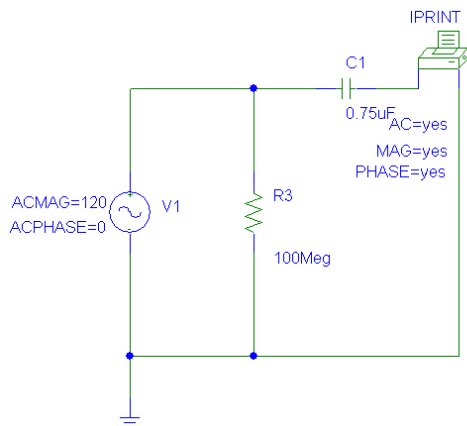 IPRINT
C1
0.75uF
AC=yes
MAG=yes
PHASE=yes
ACMAG=120
ACPHASE=0
V1
R3
100Meg